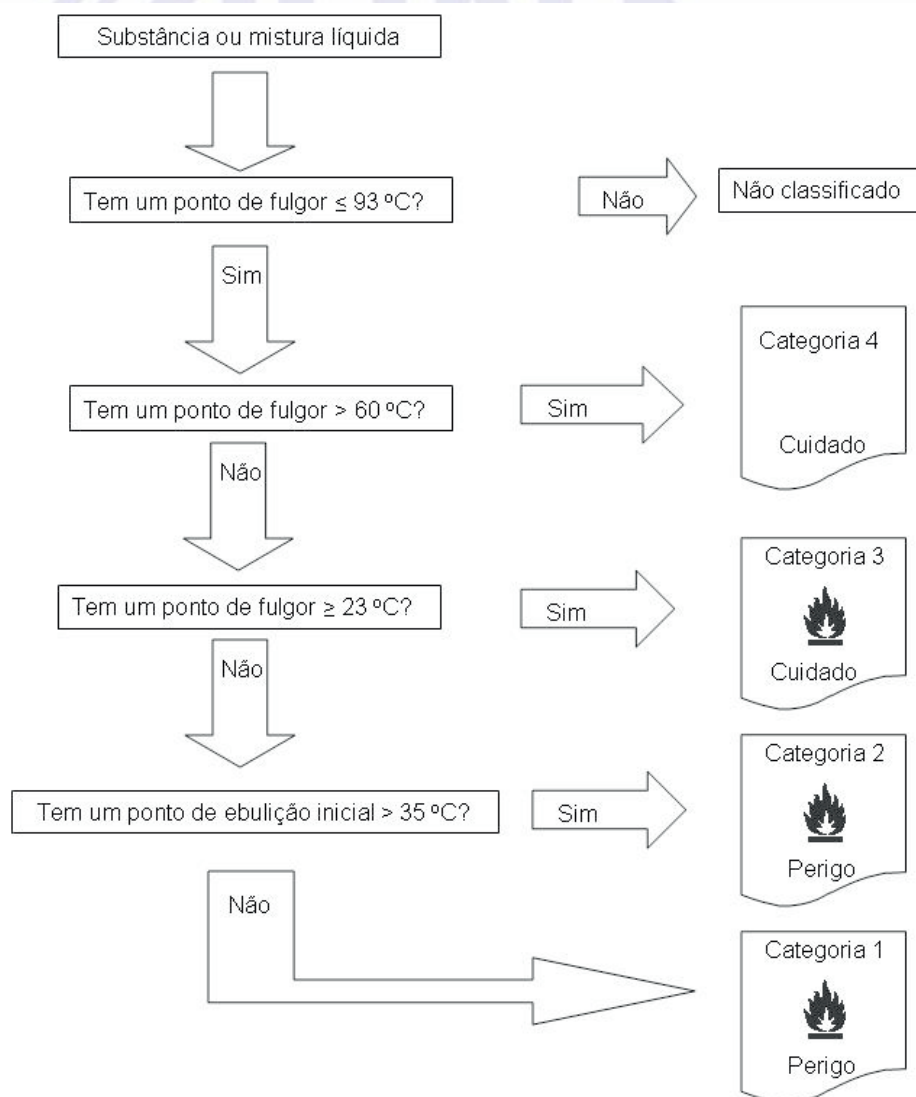 Substância ou mistura líquida
Tem um ponto de fulgor ≤ 93 ºC?
Não
Não classificado
Sim
Tem um ponto de fulgor > 60 ºC?
Sim
Categoria 4
Cuidado
Não
Tem um ponto de fulgor ≥ 23 ºC?
Sim
Categoria 3
Cuidado
Não
Tem um ponto de ebulição inicial > 35 ºC?
Sim
Categoria 2
Perigo
Não
Categoria 1
Perigo